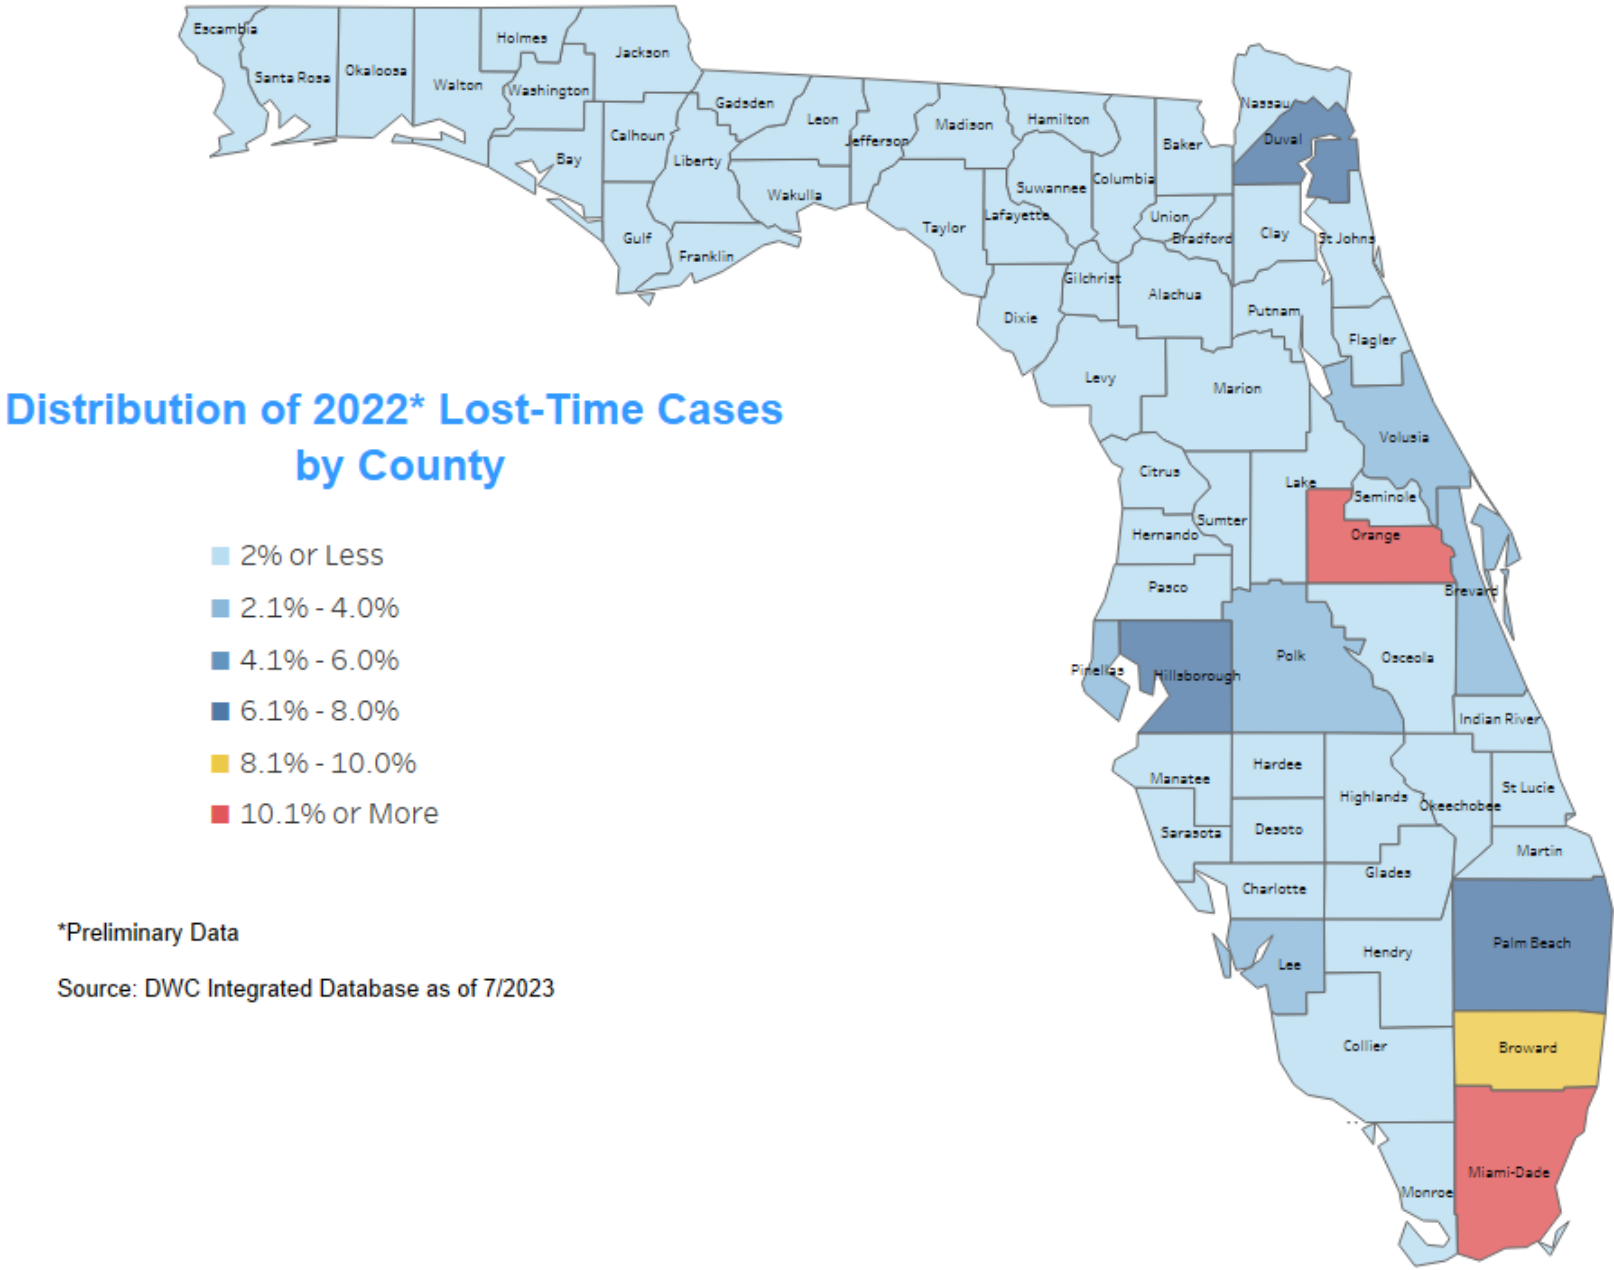 Escambia
Santa Rosa
Okaloosa
Walton
Holmes
Washington
Jackson
Bay
Calhoun
Gulf
Liberty
Franklin
Gadsden
Leon
Wakulla
Jefferson
Madison
Hamilton
Taylor
Lafayette
Suwannee
Columbia
Baker
Nassau
Duval
Union
Bradford
Clay
St Johns
Dixie
Gilchrist
Alachua
Putnam
Flagler
Levy
Marion
Volusia
Distribution of 2022* Lost-Time Cases
by County
2% or Less
2.1% - 4.0%
4.1% - 6.0%
6.1% - 8.0%
8.1% - 10.0%
10.1% or More
*Preliminary Data
Source: DWC Integrated Database as of 7/2023
Citrus
Lake
Seminole
Hernando
Sumter
Orange
Pasco
Brevard
Pinellas
Hillsborough
Polk
Osceola
Indian River
Manatee
Hardee
Highlands
Okeechobee
St Lucie
Sarasota
Desoto
Martin
Charlotte
Glades
Lee
Hendry
Palm Beach
Collier
Broward
Monroe
Miami-Dade